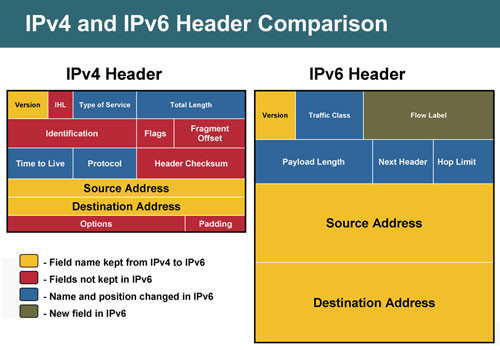 IPv4 and IPv6 Header Comparison
IPv4 Header
Version IHL Type of Service Total Length
Identification Flags Fragment
Offset
Time to Live Protocol Header Checksum
Source Address
Destination Address
Options Padding
IPv6 Header
Version Traffic Class Flow Label
Payload Length Next Header Hop Limit
Source Address
Destination Address
- Field name kept from IPv4 to IPv6
- Fields not kept in IPv6
- Name and position changed in IPv6
- New field in IPv6